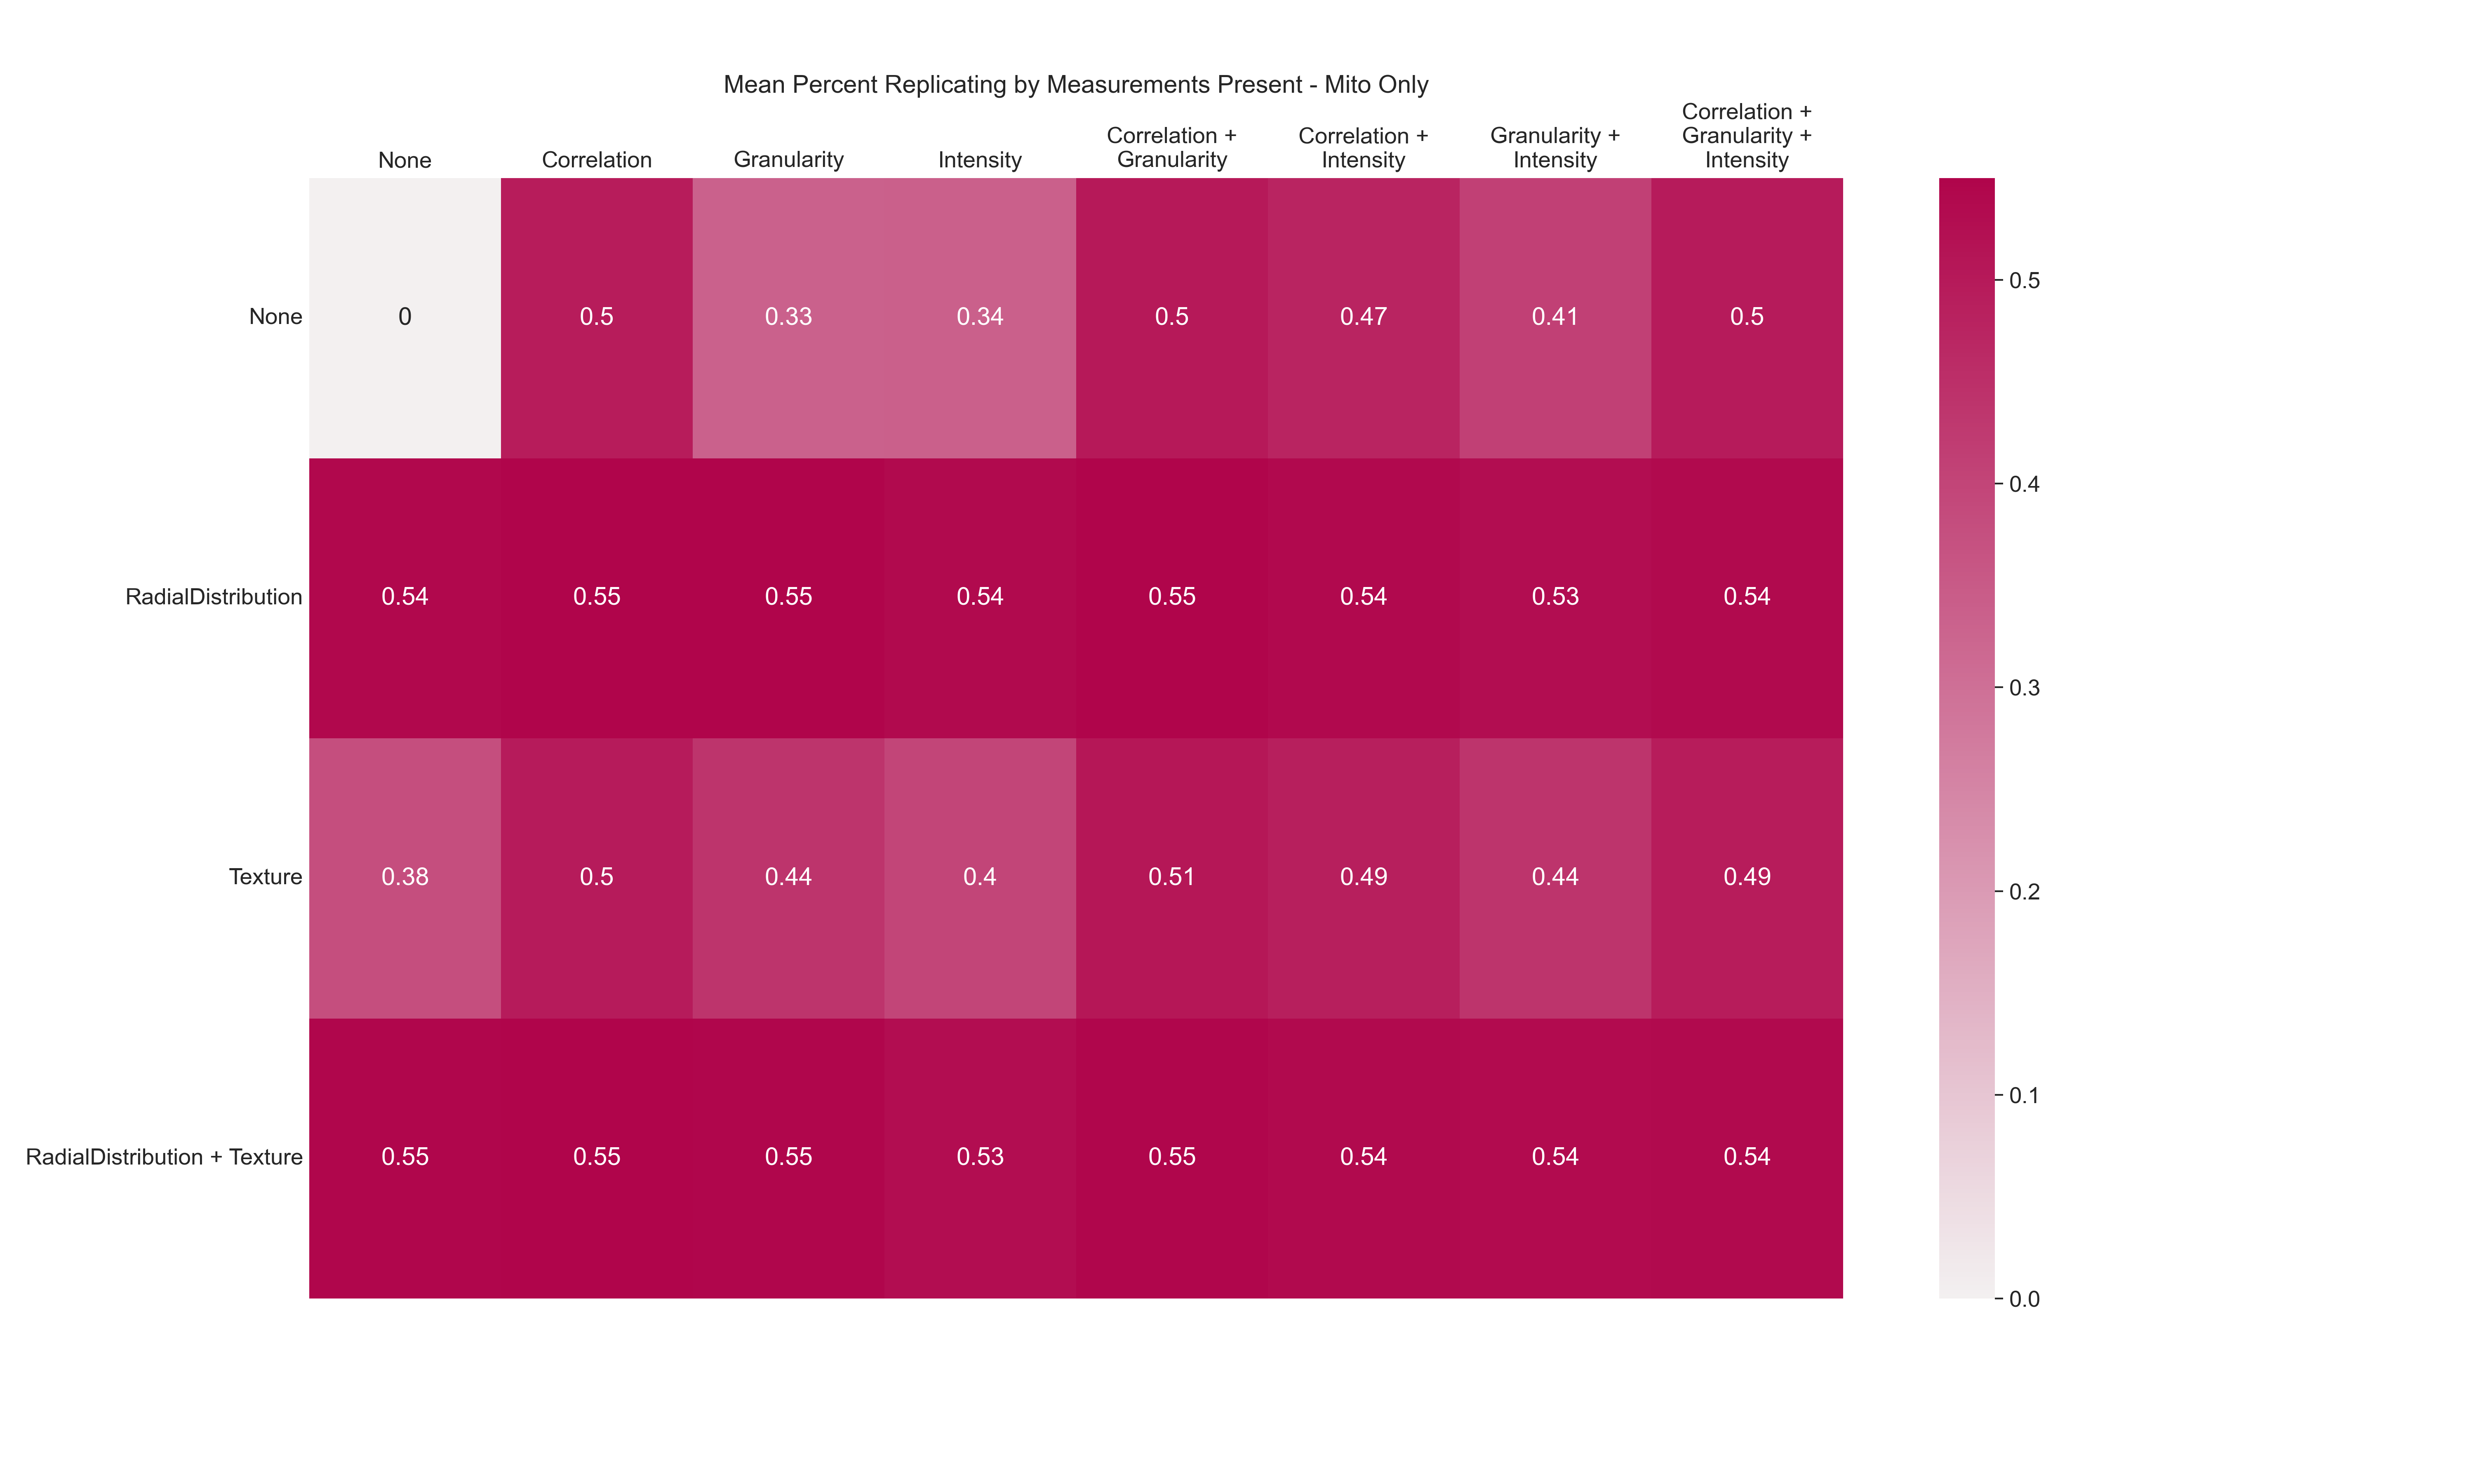 Mean Percent Replicating by Measurements Present - Mito Only
None
Correlation
Granularity
Intensity
Correlation +
Granularity
Correlation +
Intensity
Granularity +
Intensity
Correlation +
Granularity +
Intensity
None
0 0.5 0.33 0.34 0.5 0.47 0.41 0.5
RadialDistribution
0.54 0.55 0.55 0.54 0.55 0.54 0.53 0.54
Texture
0.38 0.5 0.44 0.4 0.51 0.49 0.44 0.49
RadialDistribution + Texture
0.55 0.55 0.55 0.53 0.55 0.54 0.54 0.54
0.5
0.4
0.3
0.2
0.1
0.0